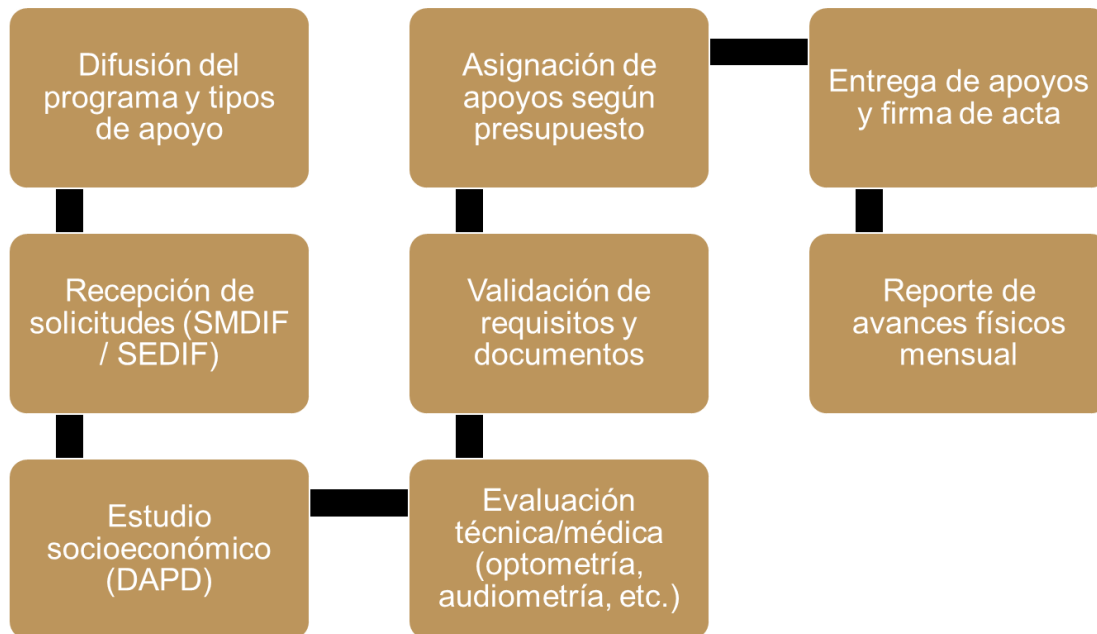 Difusión del
programa y tipos
de apoyo
Recepción de
solicitudes (SMDIF
/ SEDIF)
Estudio
socioeconómico
(DAPD)
Evaluación
técnica/médica
(optometría,
audiometría, etc.)
Validación de
requisitos y
documentos
Asignación de
apoyos según
presupuesto
Entrega de apoyos
y firma de acta
Reporte de
avances físicos
mensual